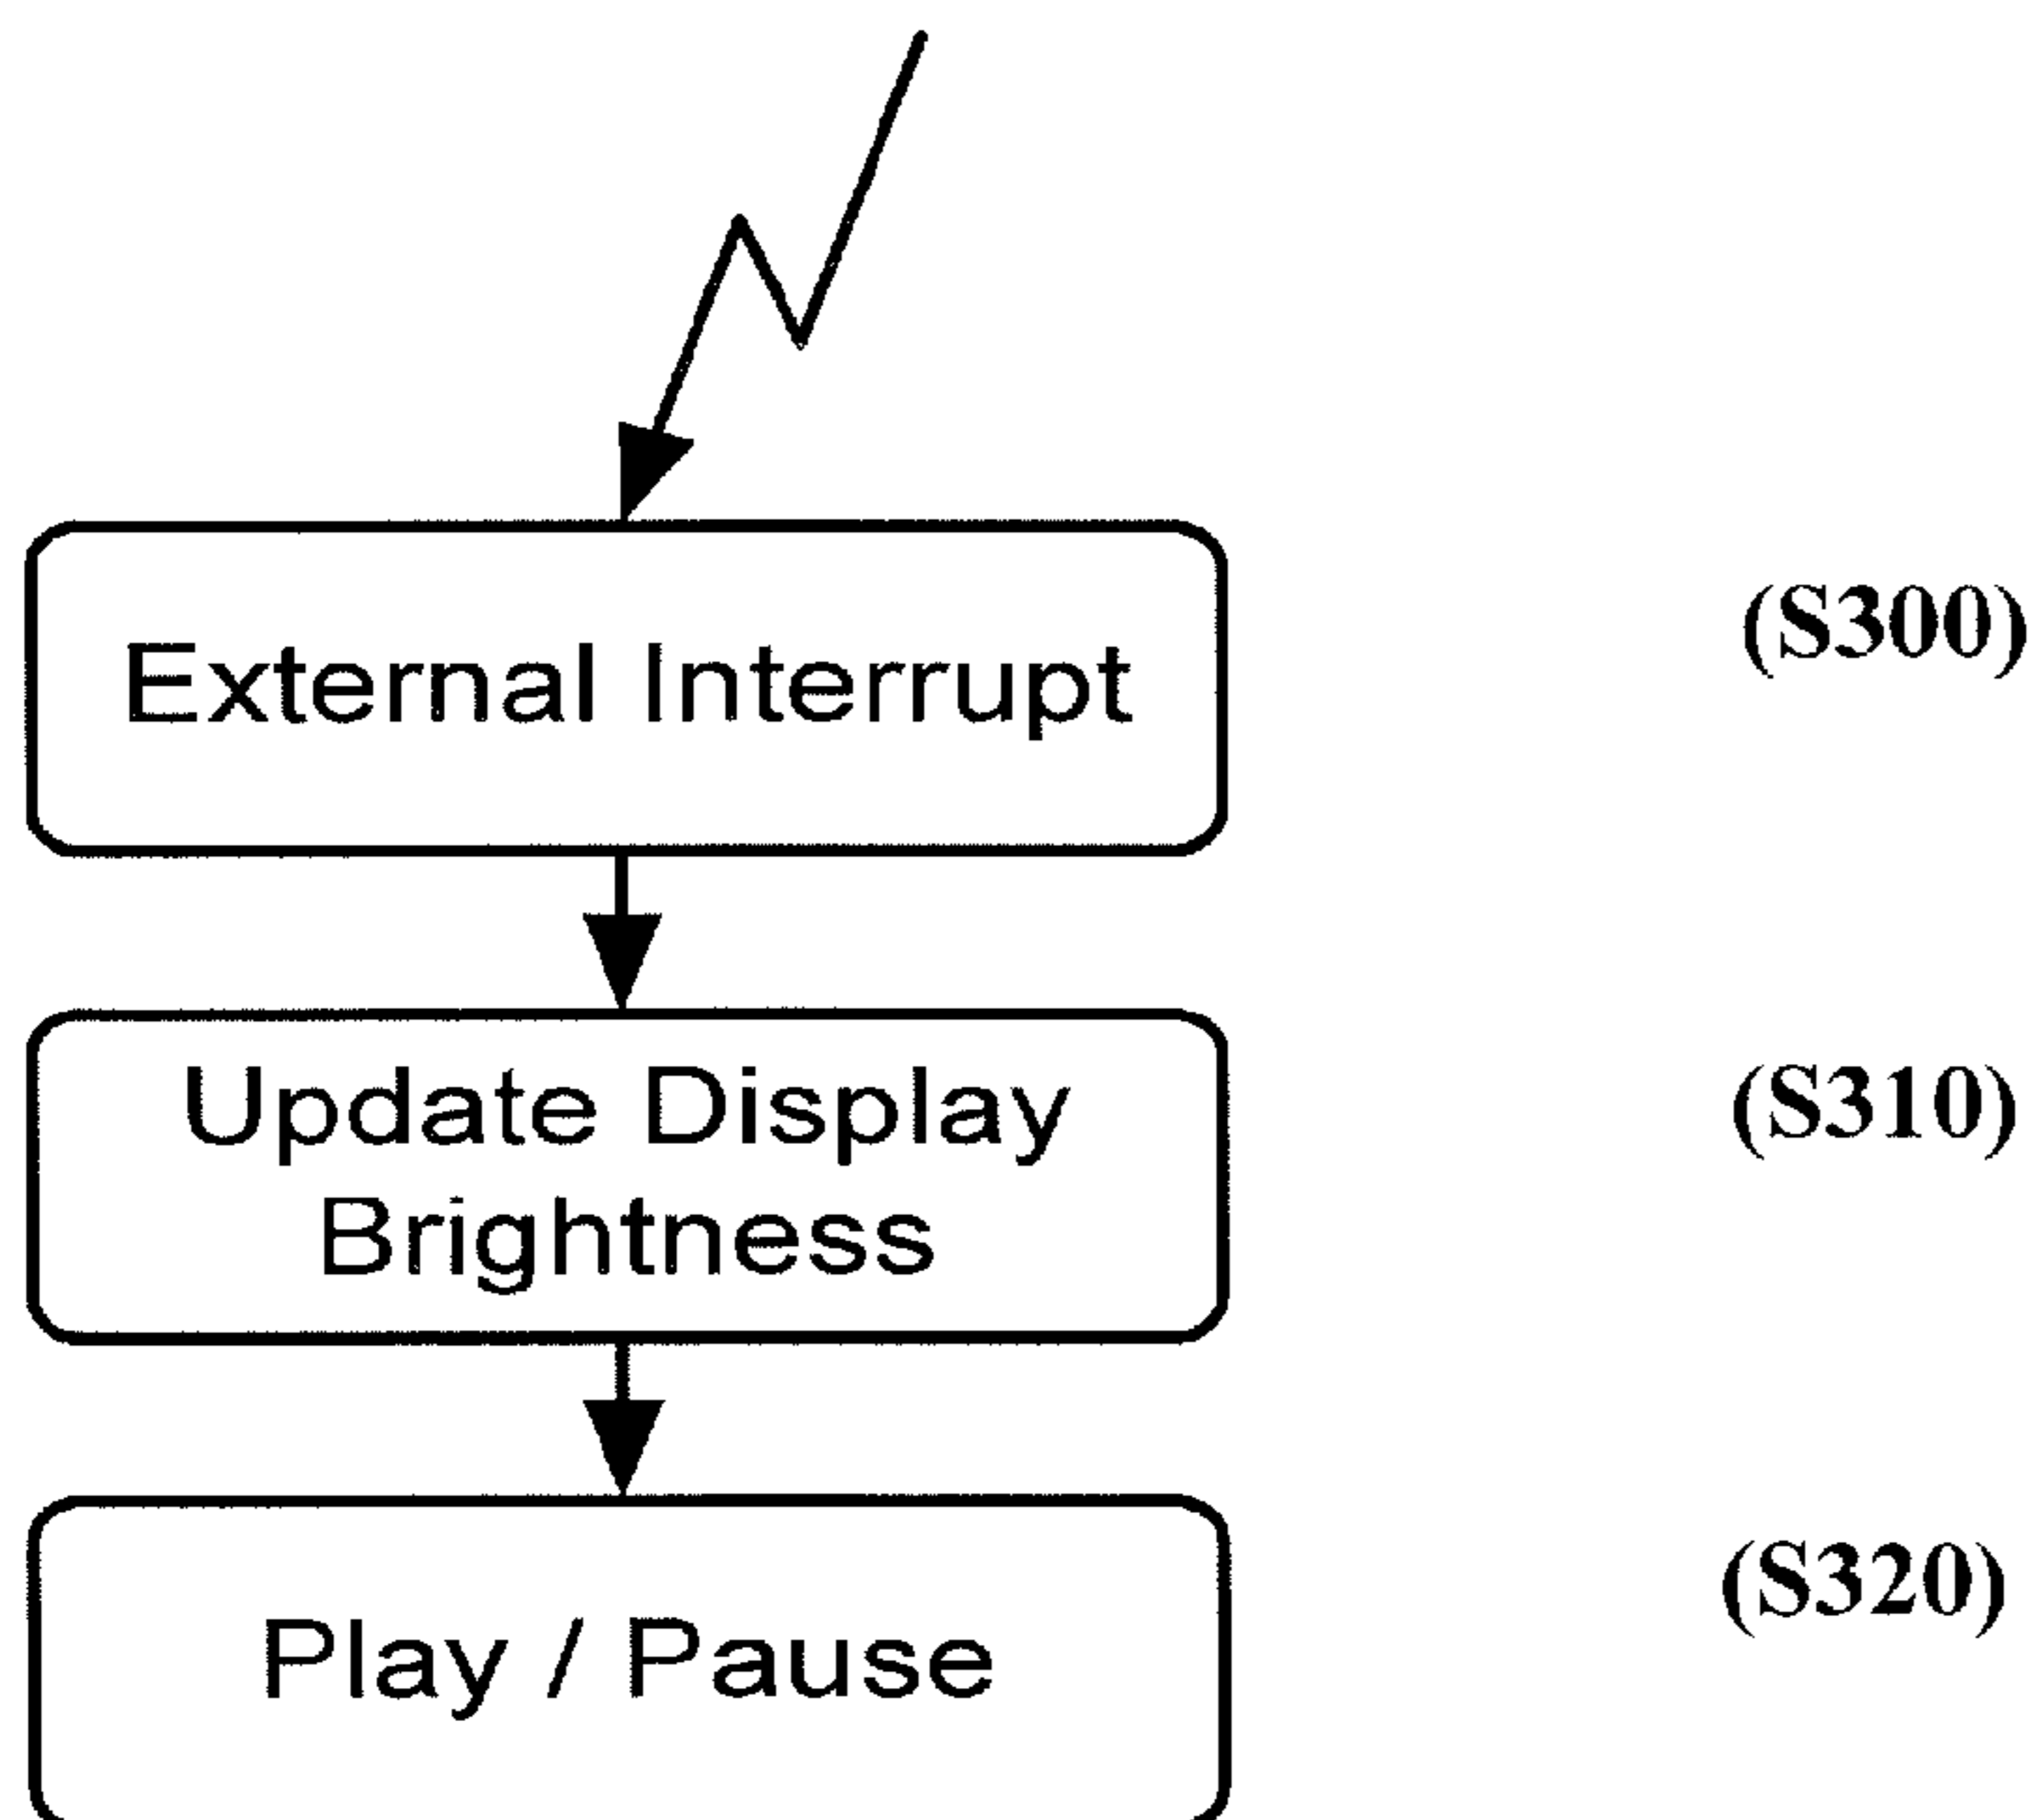 External Interrupt
(S300)
Update Display
Brightness
(S310)
Play / Pause
(S320)